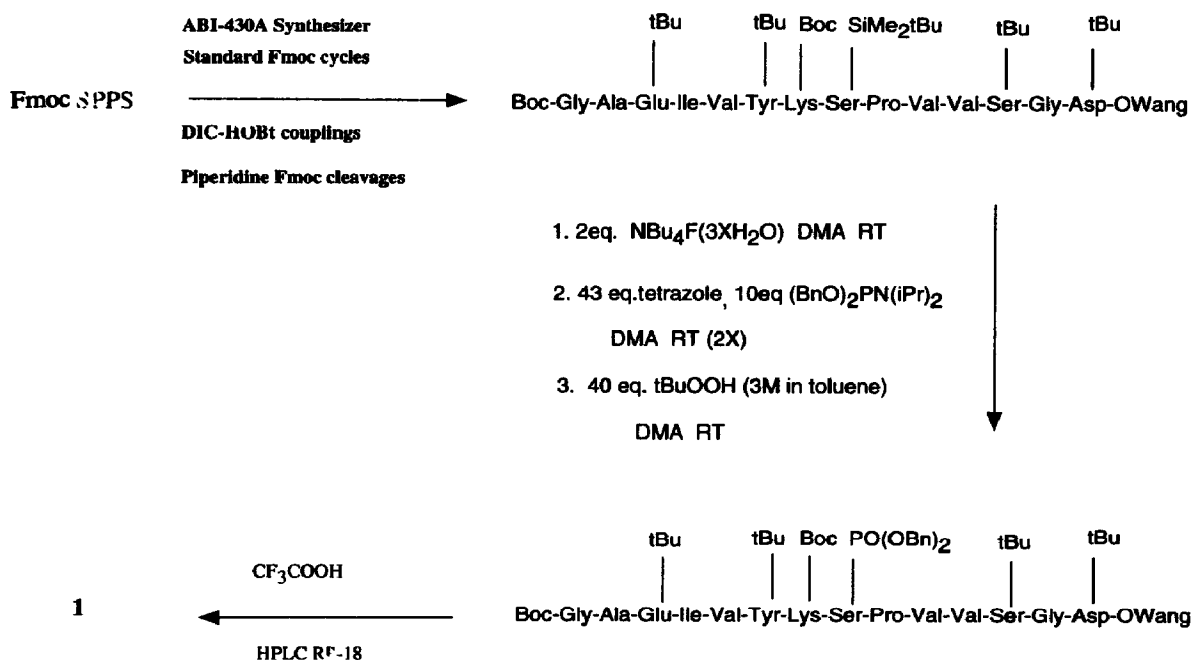 ABI-430A Synthesizer
Standard Fmoc cycles
Fmoc SPPS
DIC-HOBt couplings
Piperidine Fmoc cleavages
tBu tBu Boc SiMe2tBu tBu tBu
Boc-Gly-Ala-Glu-Ile-Val-Tyr-Lys-Ser-Pro-Val-Val-Ser-Gly-Asp-OWang
1. 2eq. NBu4F(3XH2O) DMA RT
2. 43 eq.tetrazole, 10eq (BnO)2PN(iPr)2
DMA RT (2X)
3. 40 eq. tBuOOH (3M in toluene)
DMA RT
tBu tBu Boc PO(OBn)2 tBu tBu
Boc-Gly-Ala-Glu-Ile-Val-Tyr-Lys-Ser-Pro-Val-Val-Ser-Gly-Asp-OWang
CF3COOH
1
HPLC RP-18